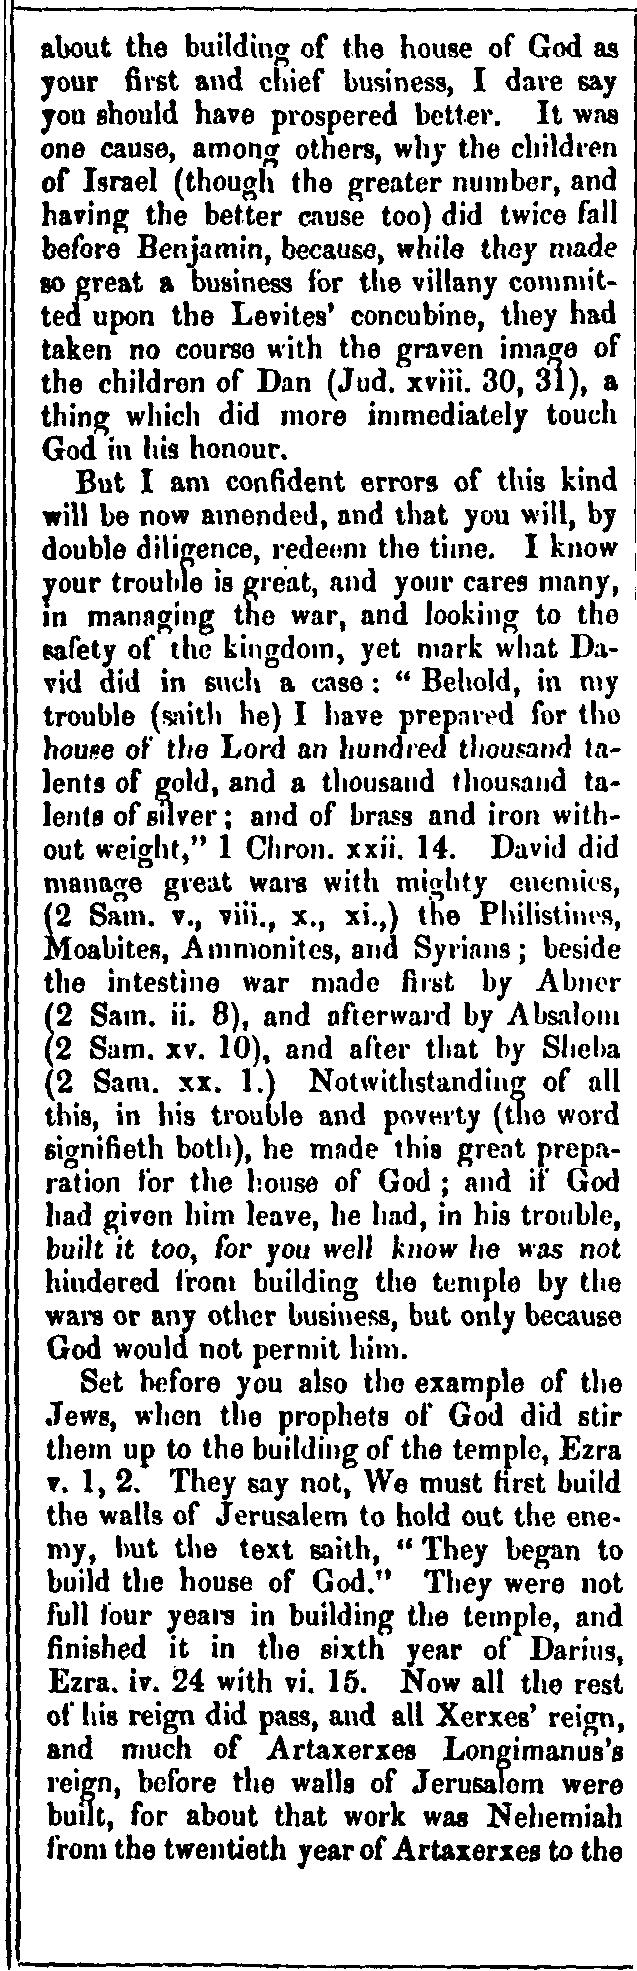 about the building of the house of God as
your first and chief business, I dare say
you should have prospered better. It was
one cause, among others, why the children
of Israel (though the greater number, and
having the better cause too) did twice fall
before Benjamin, because, while they made
so great a business for the villany commit-
ted upon the Levites' concubine, they had
taken no course with the graven image of
the children of Dan (Jud. xviii. 30, 31), a
thing which did more immediately touch
God in his honour.
But I am confident errors of this kind
will be now amended, and that you will, by
double diligence, redeem the time. I know
your trouble is great, and your cares many,
in managing the war, and looking to the
safety of the kingdom, yet mark what Da-
vid did in such a case: “ Behold, in my
trouble (saith he) I have prepared for the
house of the Lord an hundred thousand ta-
lents of gold, and a thousand thousand ta-
lents of silver; and of brass and iron with-
out weight,” 1 Chron. xxii. 14. David did
manage great wars with mighty enemies,
(2 Sam. v., viii., x., xi.,) the Philistines,
Moabites, Ammonites, and Syrians; beside
the intestine war made first by Abner
(2 Sam. ii. 8), and afterward by Absalom
(2 Sam. xv. 10), and after that by Sheba
(2 Sam. xx. 1.) Notwithstanding of all
this, in his trouble and poverty (the word
signifieth both), he made this great prepa-
ration for the house of God; and if God
had given him leave, he had, in his trouble,
built it too, for you well know he was not
hindered from building the temple by the
wars or any other business, but only because
God would not permit him.
Set before you also the example of the
Jews, when the prophets of God did stir
them up to the building of the temple, Ezra
v. 1, 2. They say not, We must first build
the walls of Jerusalem to hold out the ene-
my, but the text saith, “ They began to
build the house of God.” They were not
full four years in building the temple, and
finished it in the sixth year of Darius,
Ezra. iv. 24 with vi. 15. Now all the rest
of his reign did pass, and all Xerxes' reign,
and much of Artaxerxes Longimanus's
reign, before the walls of Jerusalem were
built, for about that work was Nehemiah
from the twentieth year of Artaxerxes to the